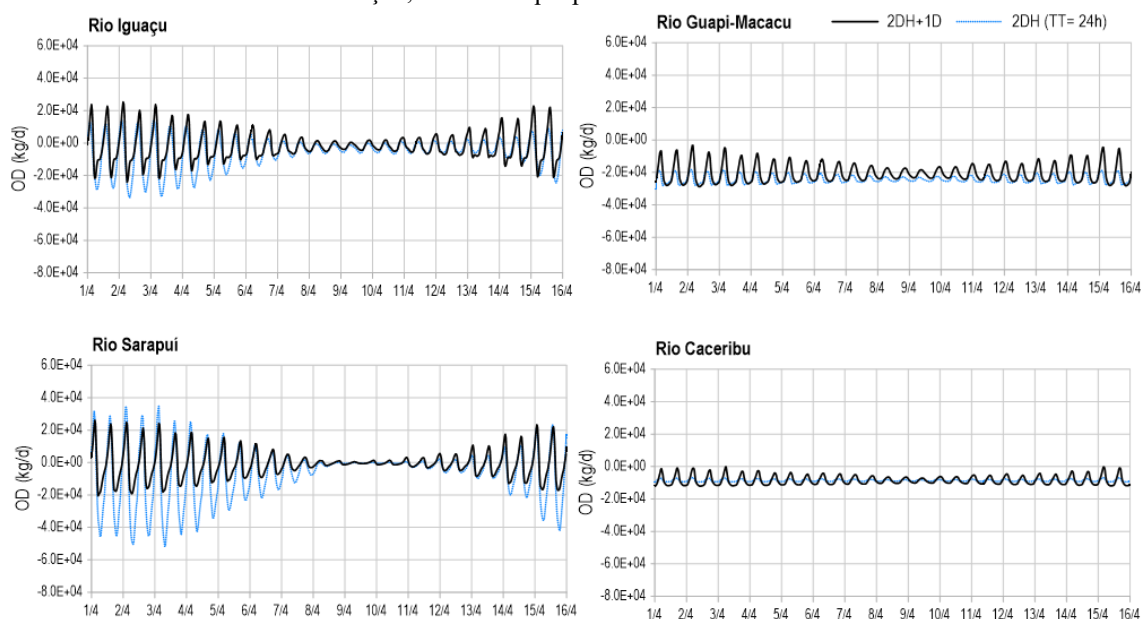 Rio Iguaçu
6.0E+04
4.0E+04
2.0E+04
0.0E+00
-2.0E+04
-4.0E+04
-6.0E+04
-8.0E+04
OD (kg/d)
1/4 2/4 3/4 4/4 5/4 6/4 7/4 8/4 9/4 10/4 11/4 12/4 13/4 14/4 15/4 16/4
Rio Guapi-Macacu
2DH+1D
2DH (TT= 24h)
6.0E+04
4.0E+04
2.0E+04
0.0E+00
-2.0E+04
-4.0E+04
-6.0E+04
-8.0E+04
OD (kg/d)
1/4 2/4 3/4 4/4 5/4 6/4 7/4 8/4 9/4 10/4 11/4 12/4 13/4 14/4 15/4 16/4
Rio Sarapuí
6.0E+04
4.0E+04
2.0E+04
0.0E+00
-2.0E+04
-4.0E+04
-6.0E+04
-8.0E+04
OD (kg/d)
1/4 2/4 3/4 4/4 5/4 6/4 7/4 8/4 9/4 10/4 11/4 12/4 13/4 14/4 15/4 16/4
Rio Caceribu
6.0E+04
4.0E+04
2.0E+04
0.0E+00
-2.0E+04
-4.0E+04
-6.0E+04
-8.0E+04
OD (kg/d)
1/4 2/4 3/4 4/4 5/4 6/4 7/4 8/4 9/4 10/4 11/4 12/4 13/4 14/4 15/4 16/4